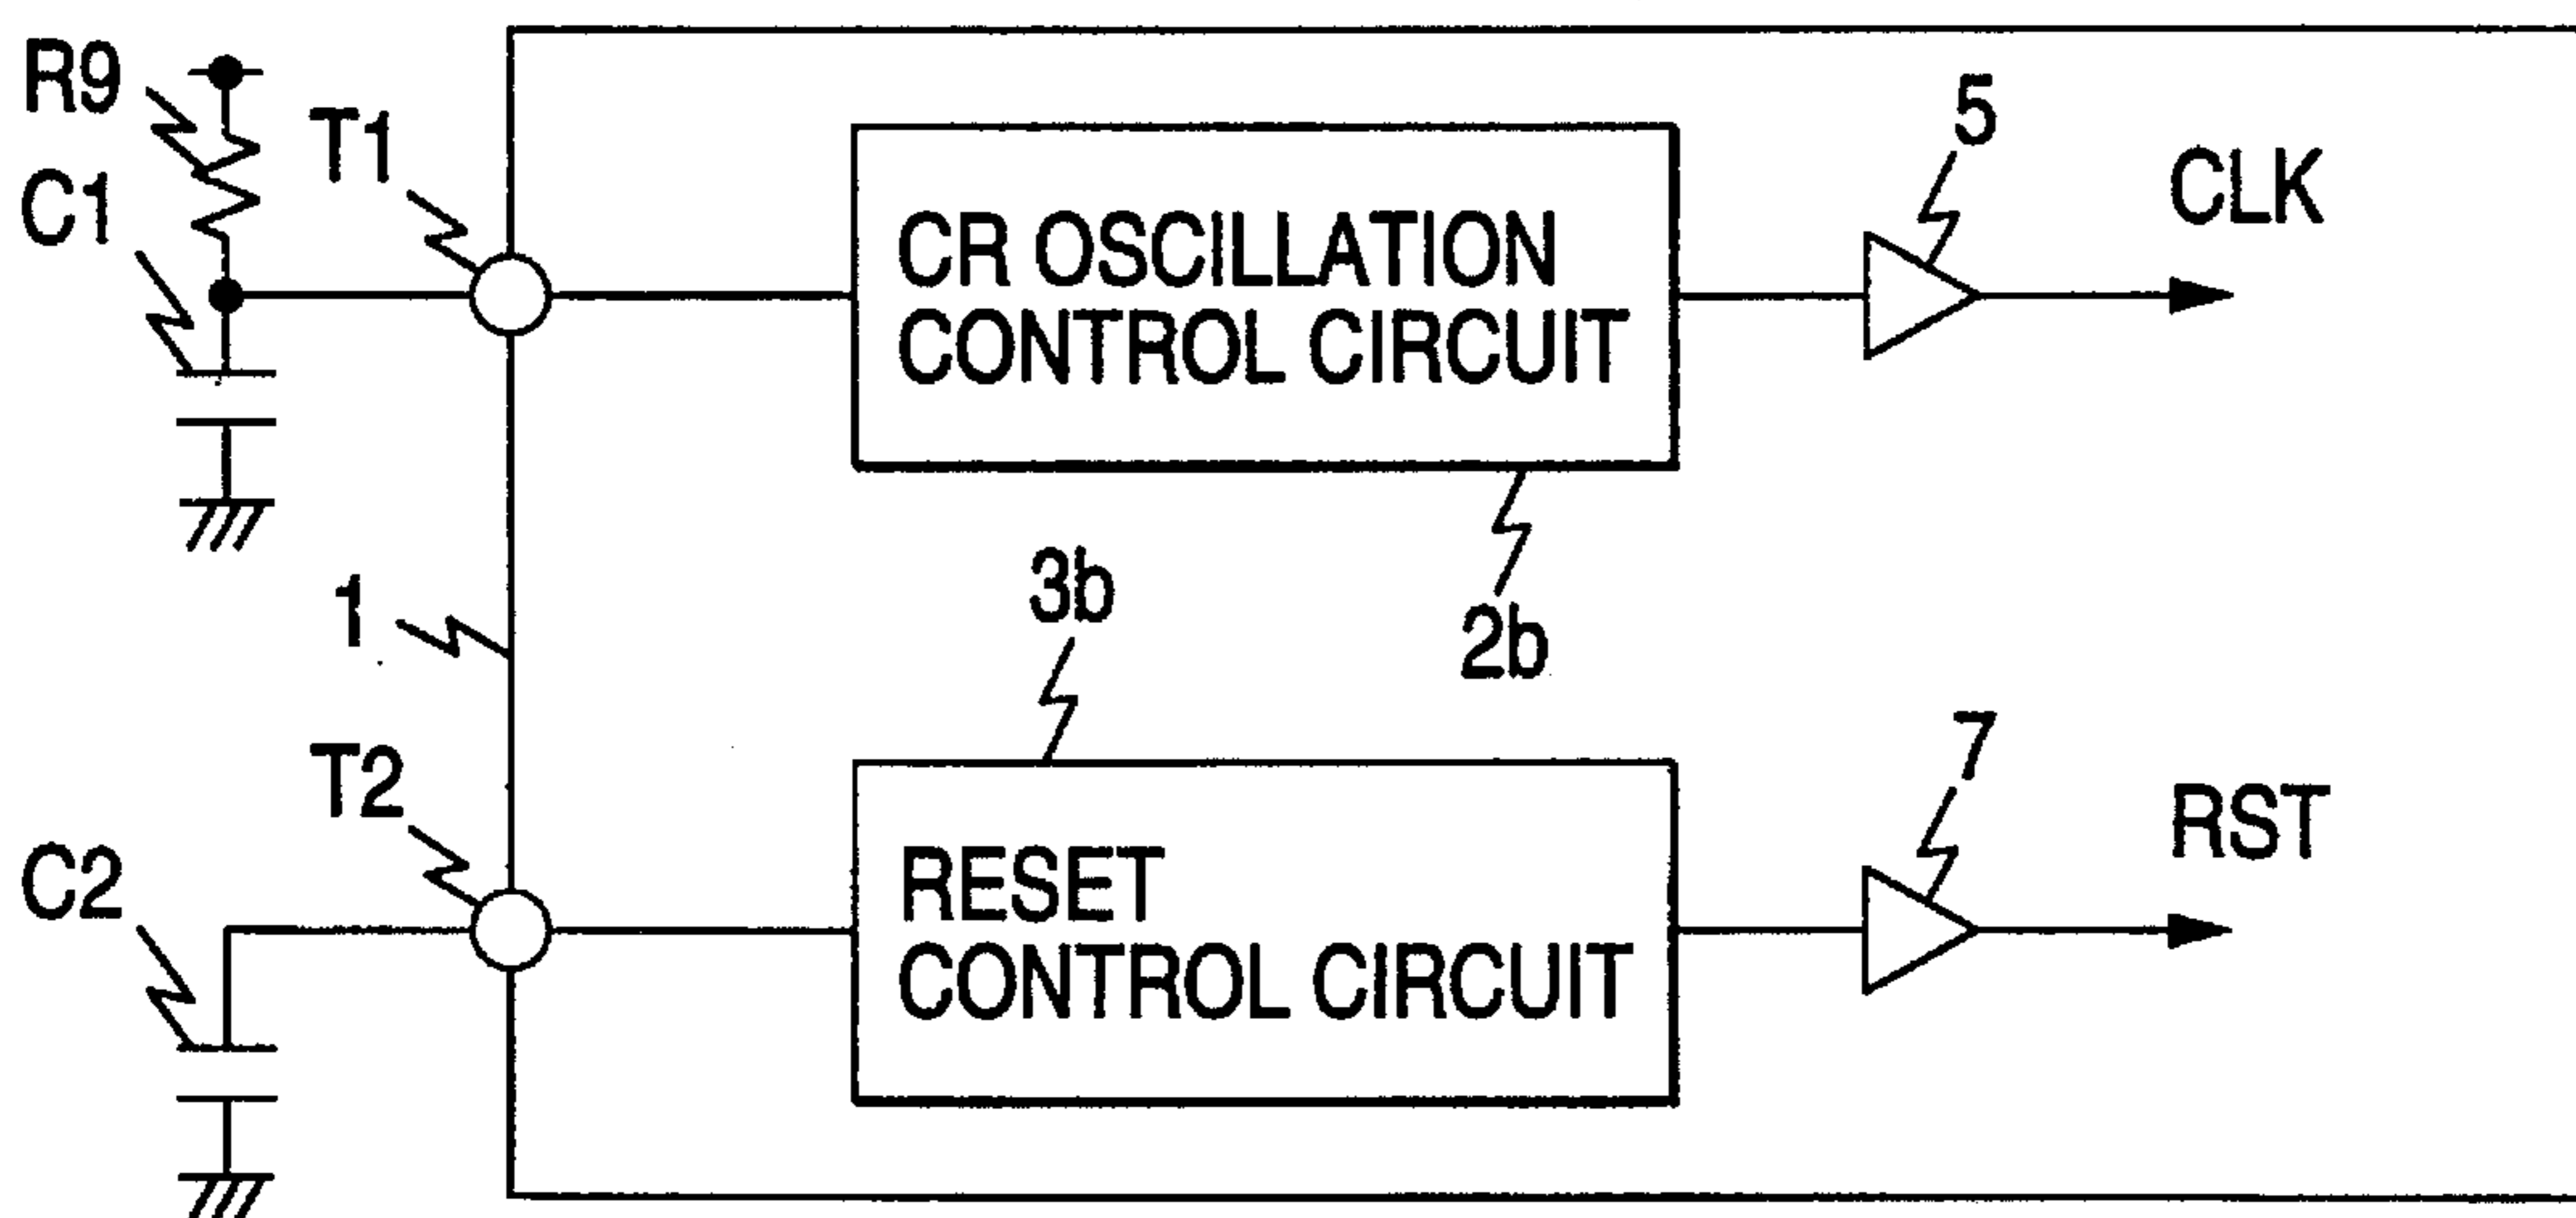 R9
C1
T1
CR OSCILLATION
CONTROL CIRCUIT
5
CLK
2b
1
3b
T2
C2
RESET
CONTROL CIRCUIT
7
RST